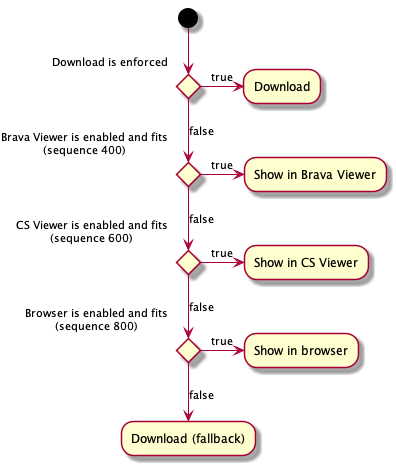 Download is enforced
true
Download
false
Brava Viewer is enabled and fits
(sequence 400)
true
Show in Brava Viewer
false
CS Viewer is enabled and fits
(sequence 600)
true
Show in CS Viewer
false
Browser is enabled and fits
(sequence 800)
true
Show in browser
false
Download (fallback)